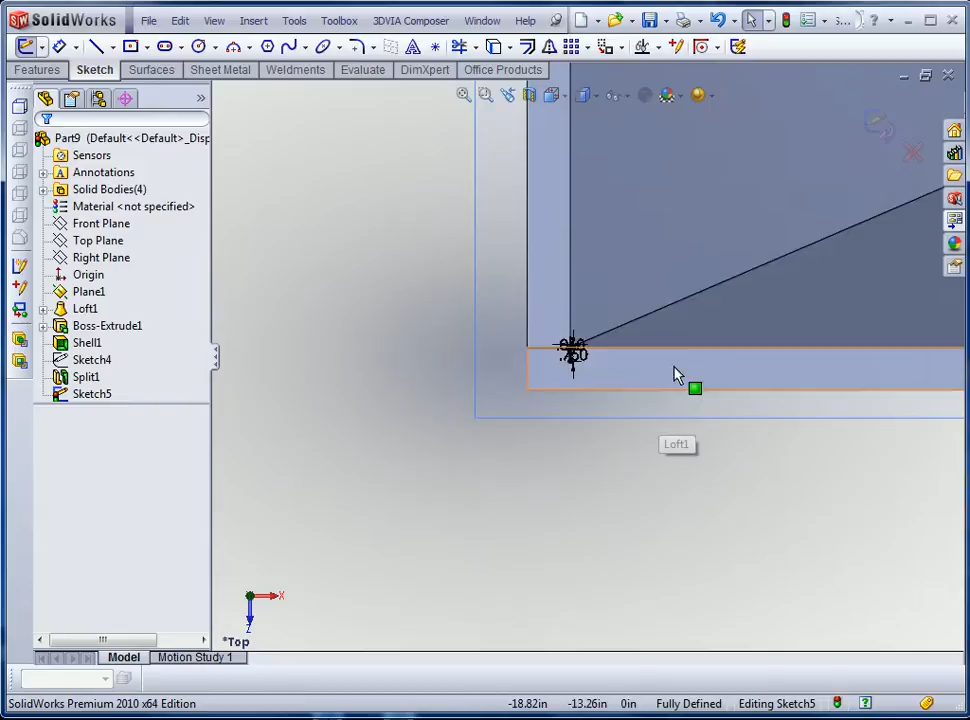 SolidWorks File Edit View Insert Tools Toolbox 3DVIA Composer Window Help 3... ?
Features Sketch Surfaces Sheet Metal Weldments Evaluate DimXpert Office Products
Part9 (Default<<Default>_Disp
Sensors
Annotations
Solid Bodies(4)
Material <not specified>
Front Plane
Top Plane
Right Plane
Origin
Plane1
Loft1
Boss-Extrude1
Shell1
Sketch4
Split1
Sketch5
Loft1
X
Z
*Top
Model Motion Study 1
SolidWorks Premium 2010 x64 Edition -18.82in -13.26in 0in Fully Defined Editing Sketch5